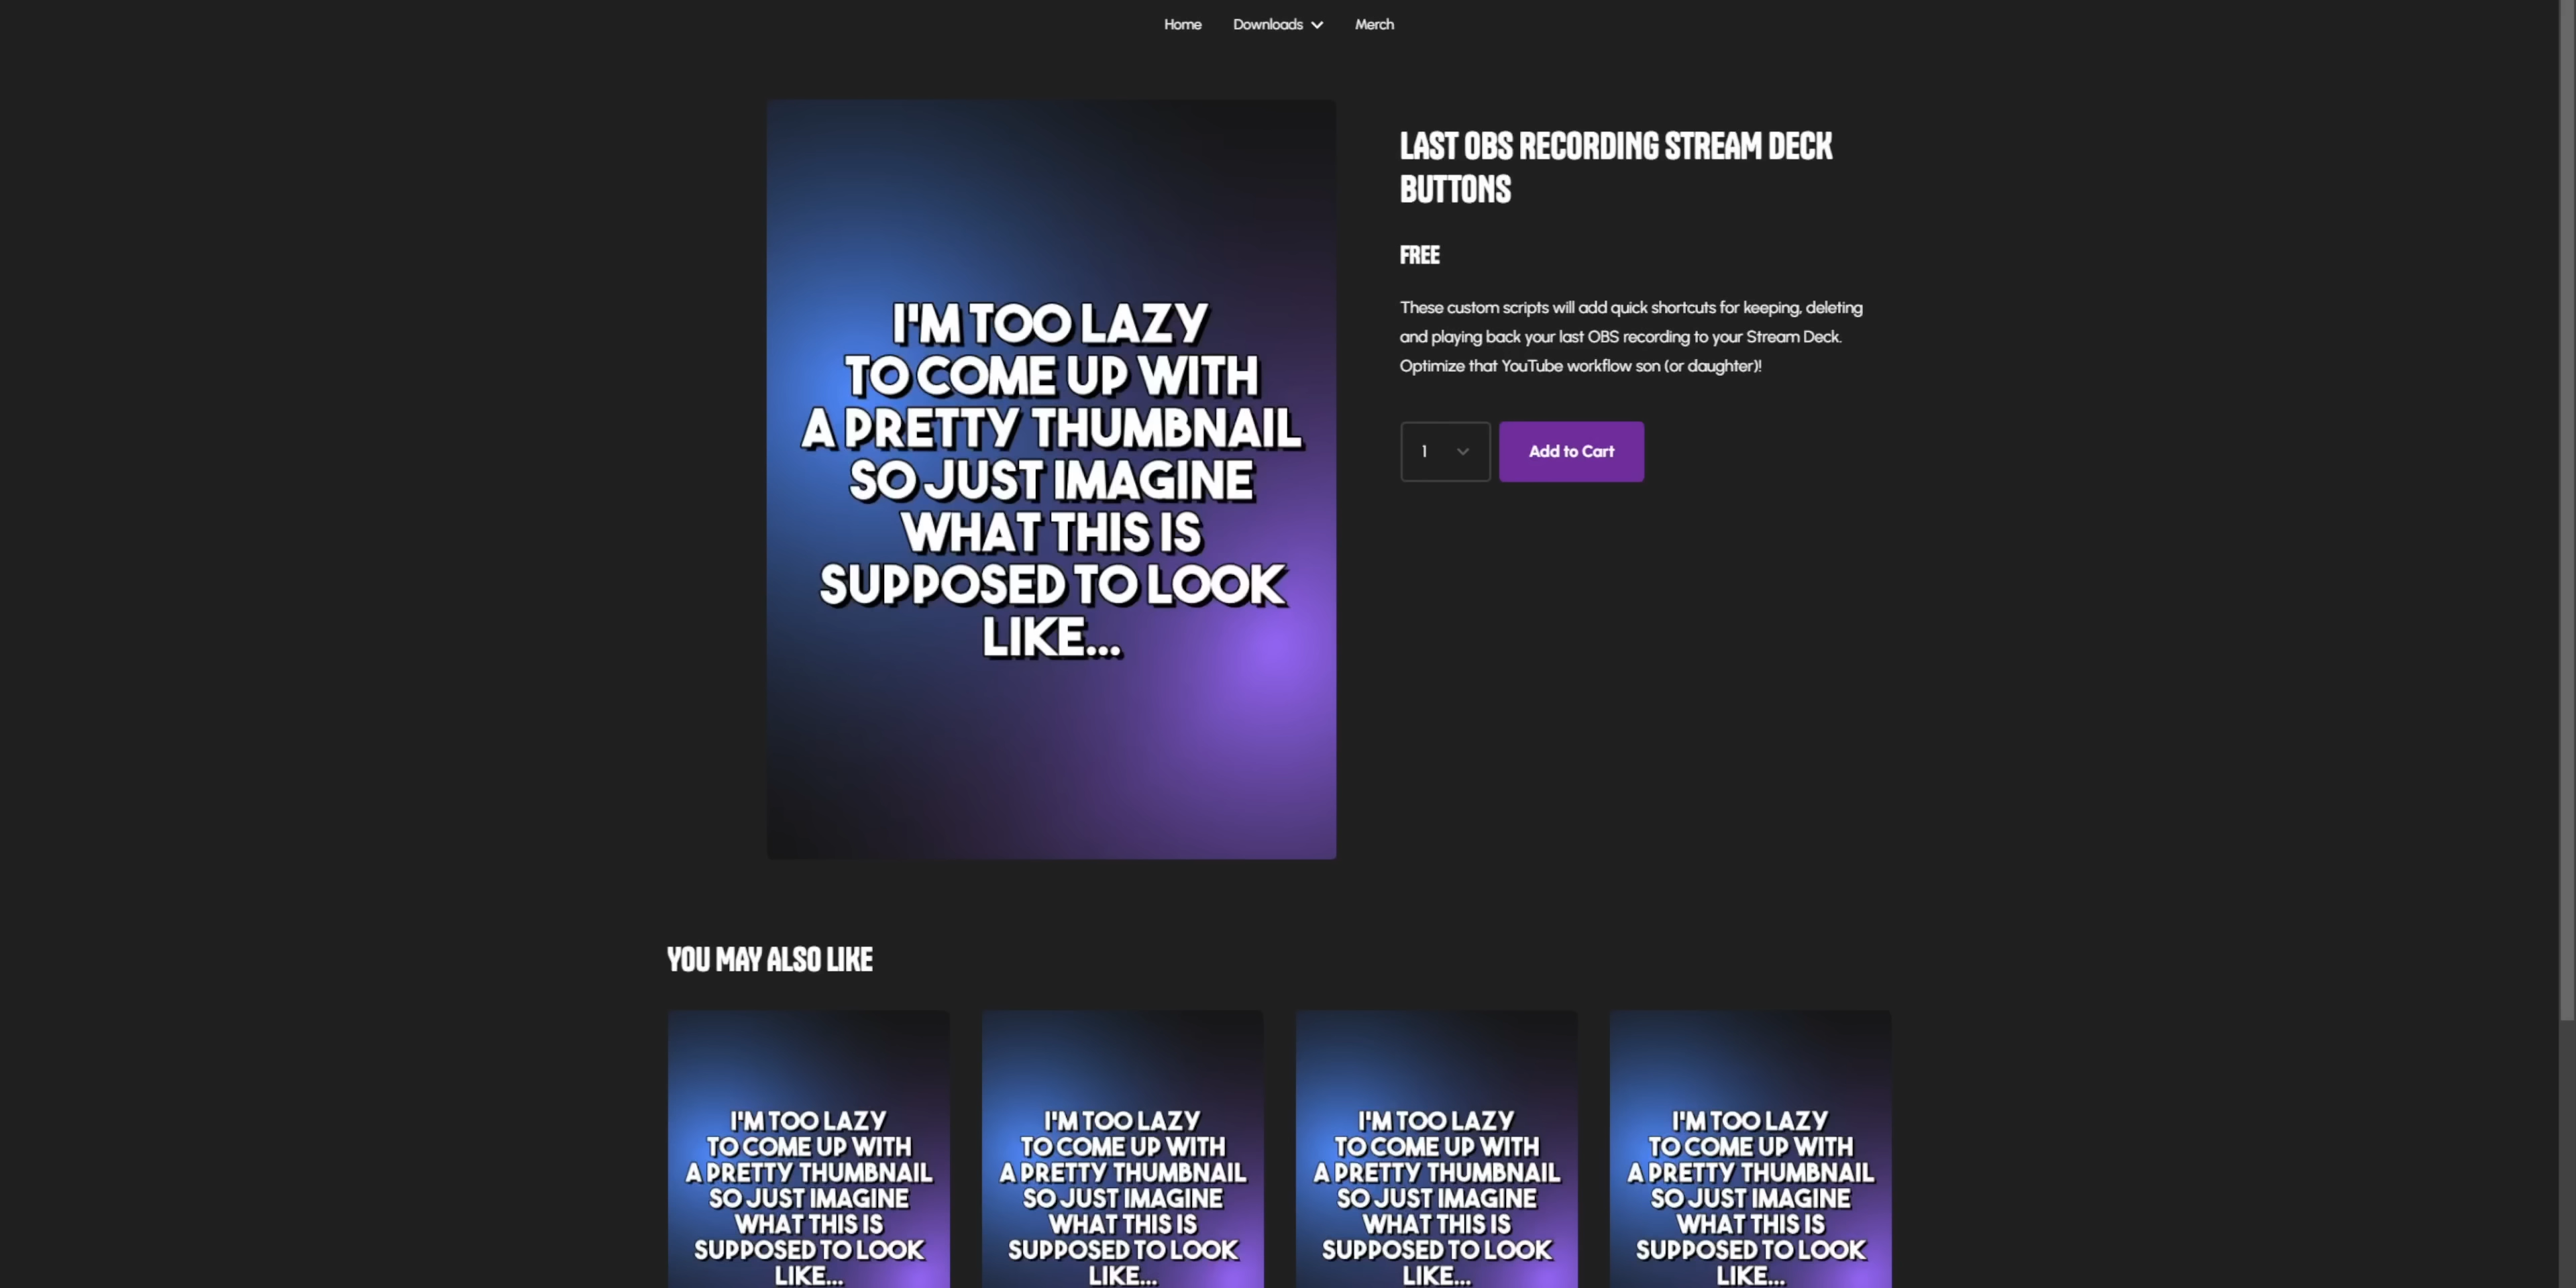 Home Downloads Merch
I'M TOO LAZY
TO COME UP WITH
A PRETTY THUMBNAIL
SO JUST IMAGINE
WHAT THIS IS
SUPPOSED TO LOOK
LIKE...
LAST OBS RECORDING STREAM DECK
BUTTONS
FREE
These custom scripts will add quick shortcuts for keeping, deleting
and playing back your last OBS recording to your Stream Deck.
Optimize that YouTube workflow son (or daughter)!
1 Add to Cart
YOU MAY ALSO LIKE
I'M TOO LAZY
TO COME UP WITH
A PRETTY THUMBNAIL
SO JUST IMAGINE
WHAT THIS IS
SUPPOSED TO LOOK
LIKE...
I'M TOO LAZY
TO COME UP WITH
A PRETTY THUMBNAIL
SO JUST IMAGINE
WHAT THIS IS
SUPPOSED TO LOOK
LIKE...
I'M TOO LAZY
TO COME UP WITH
A PRETTY THUMBNAIL
SO JUST IMAGINE
WHAT THIS IS
SUPPOSED TO LOOK
LIKE...
I'M TOO LAZY
TO COME UP WITH
A PRETTY THUMBNAIL
SO JUST IMAGINE
WHAT THIS IS
SUPPOSED TO LOOK
LIKE...